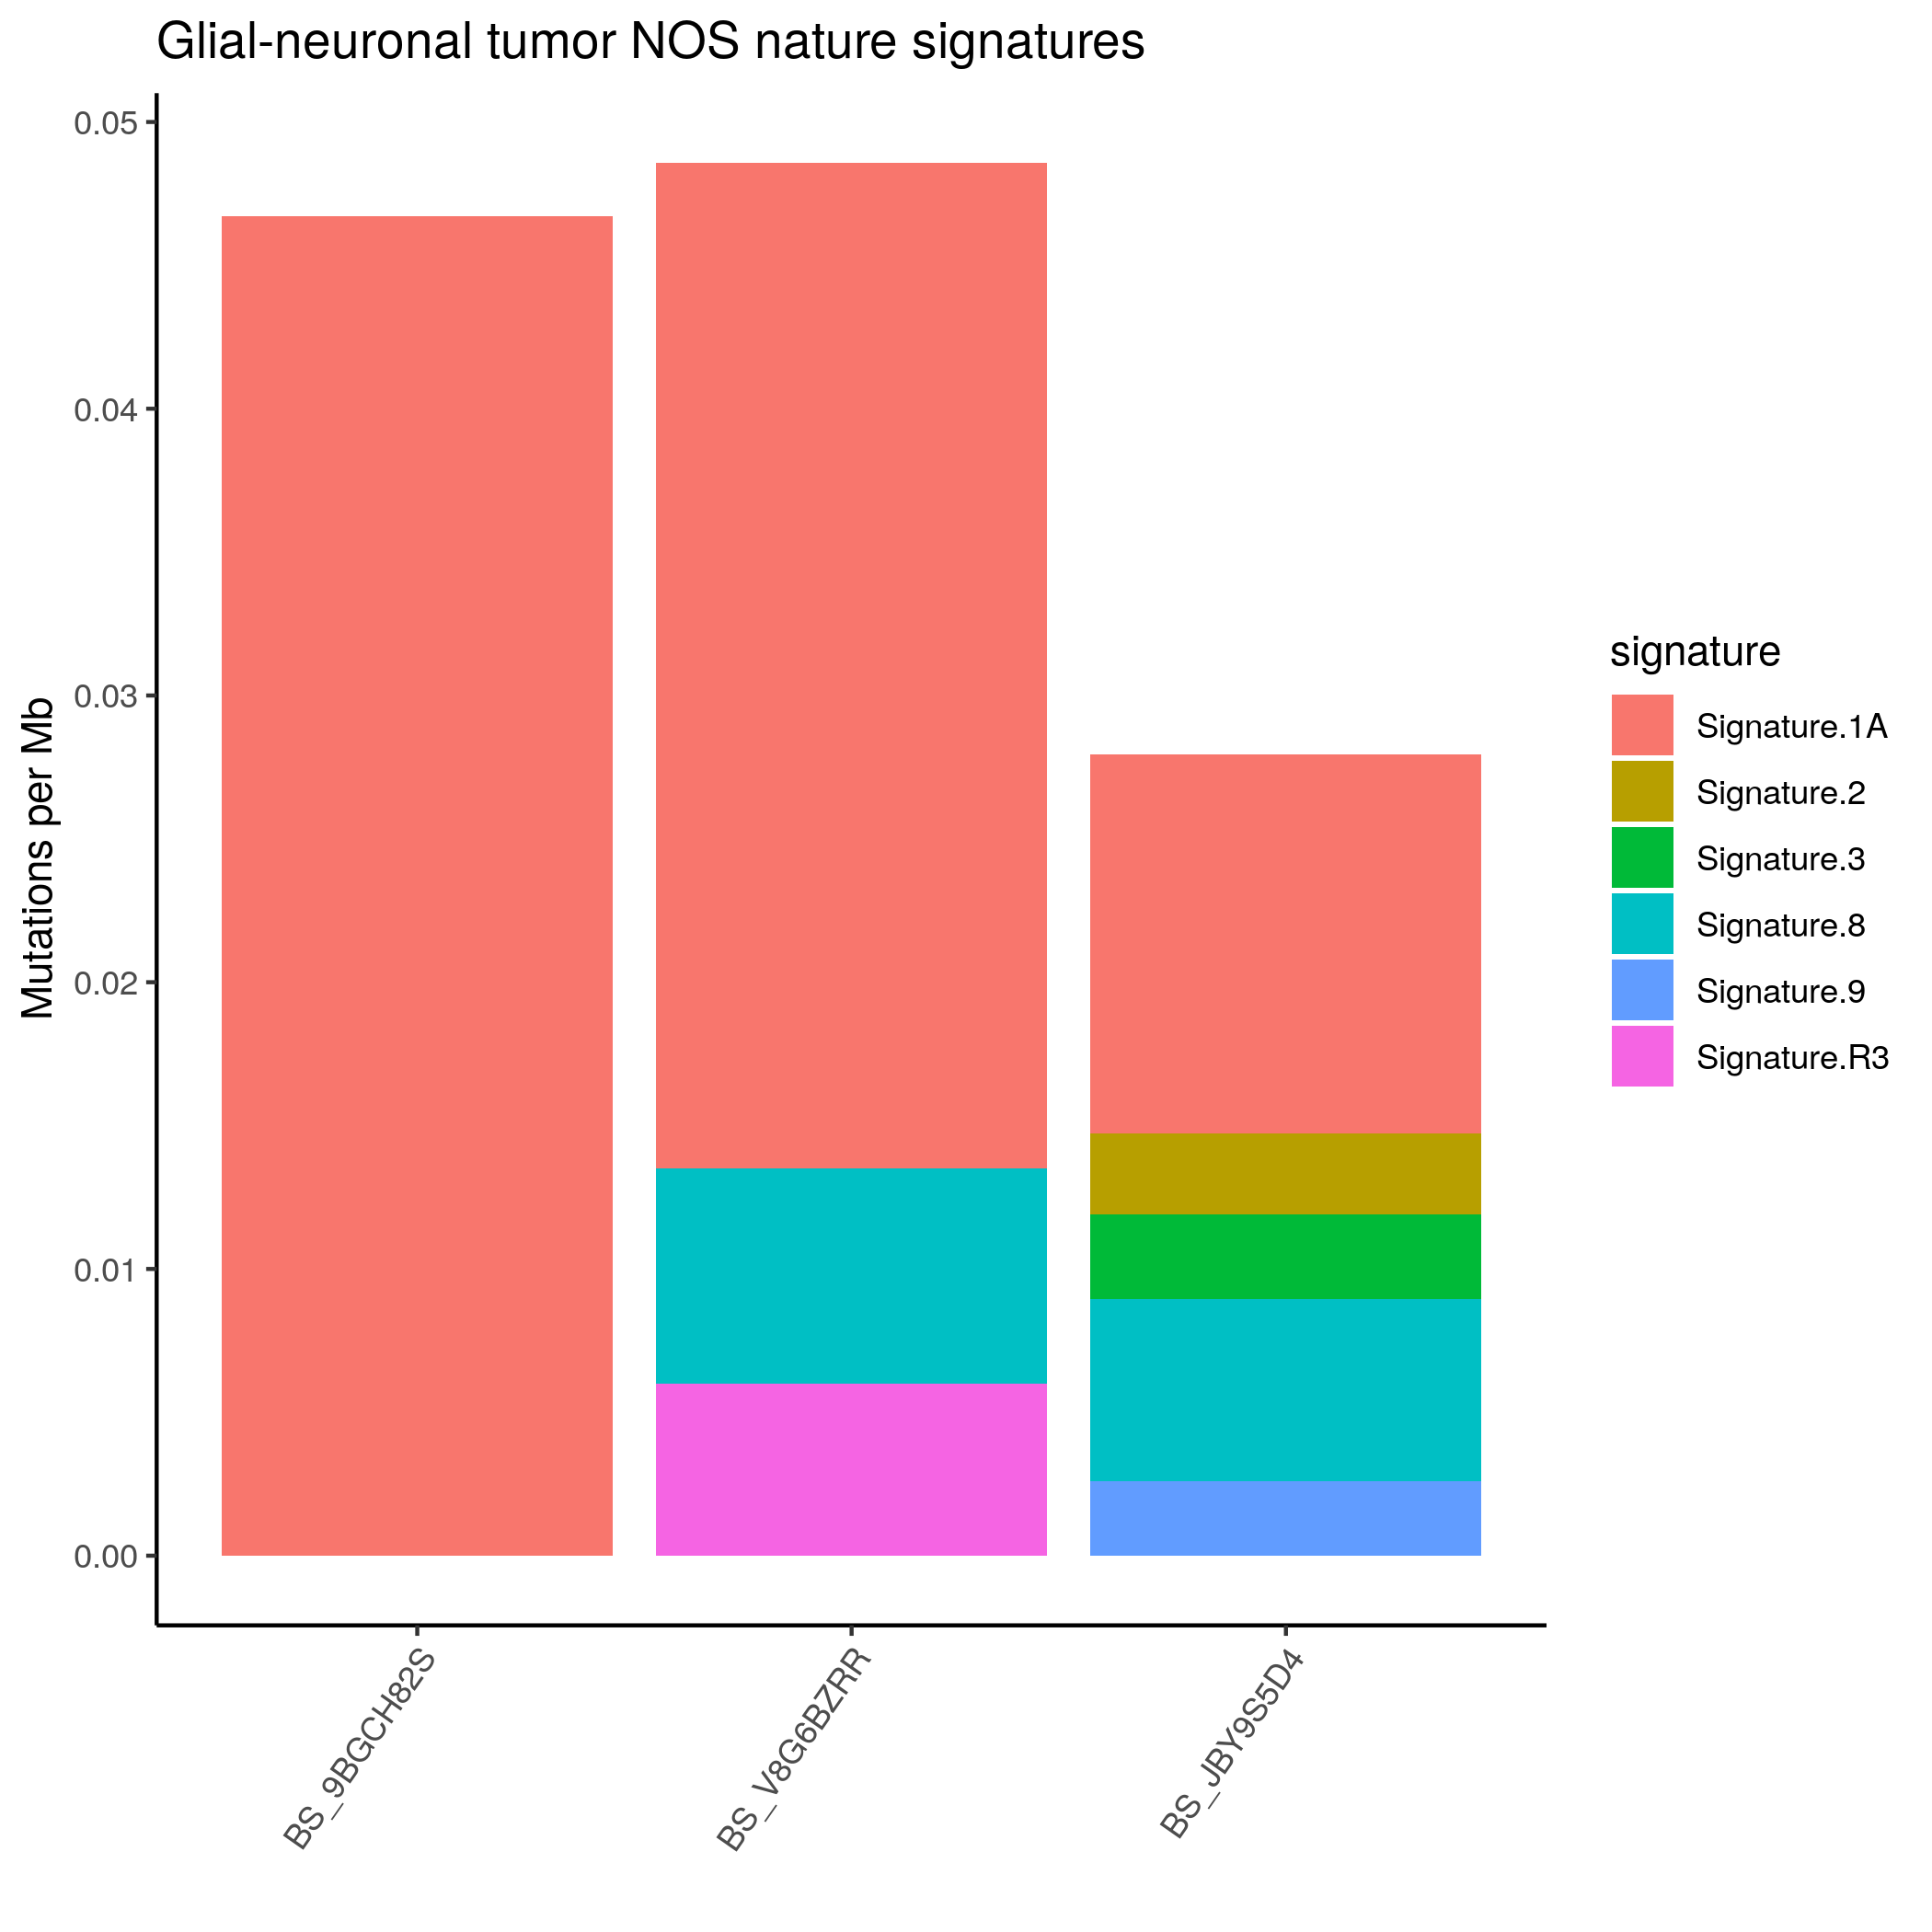 Glial-neuronal tumor NOS nature signatures
Mutations per Mb
0.05
0.04
0.03
0.02
0.01
0.00
BS_9BGCH82S
BS_V8G6BZRR
BS_JBY9S5D4
signature
Signature.1A
Signature.2
Signature.3
Signature.8
Signature.9
Signature.R3